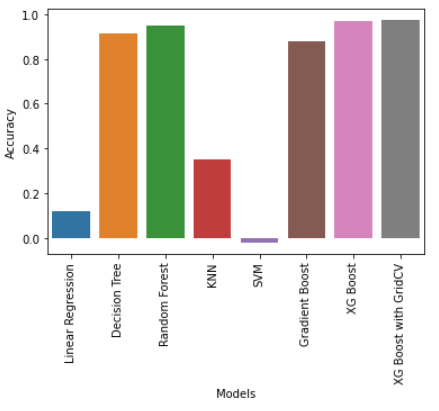 1.0
0.8
0.6
0.4
0.2
0.0
Accuracy
Linear Regression
Decision Tree
Random Forest
KNN
SVM
Gradient Boost
XG Boost
XG Boost with GridCV
Models